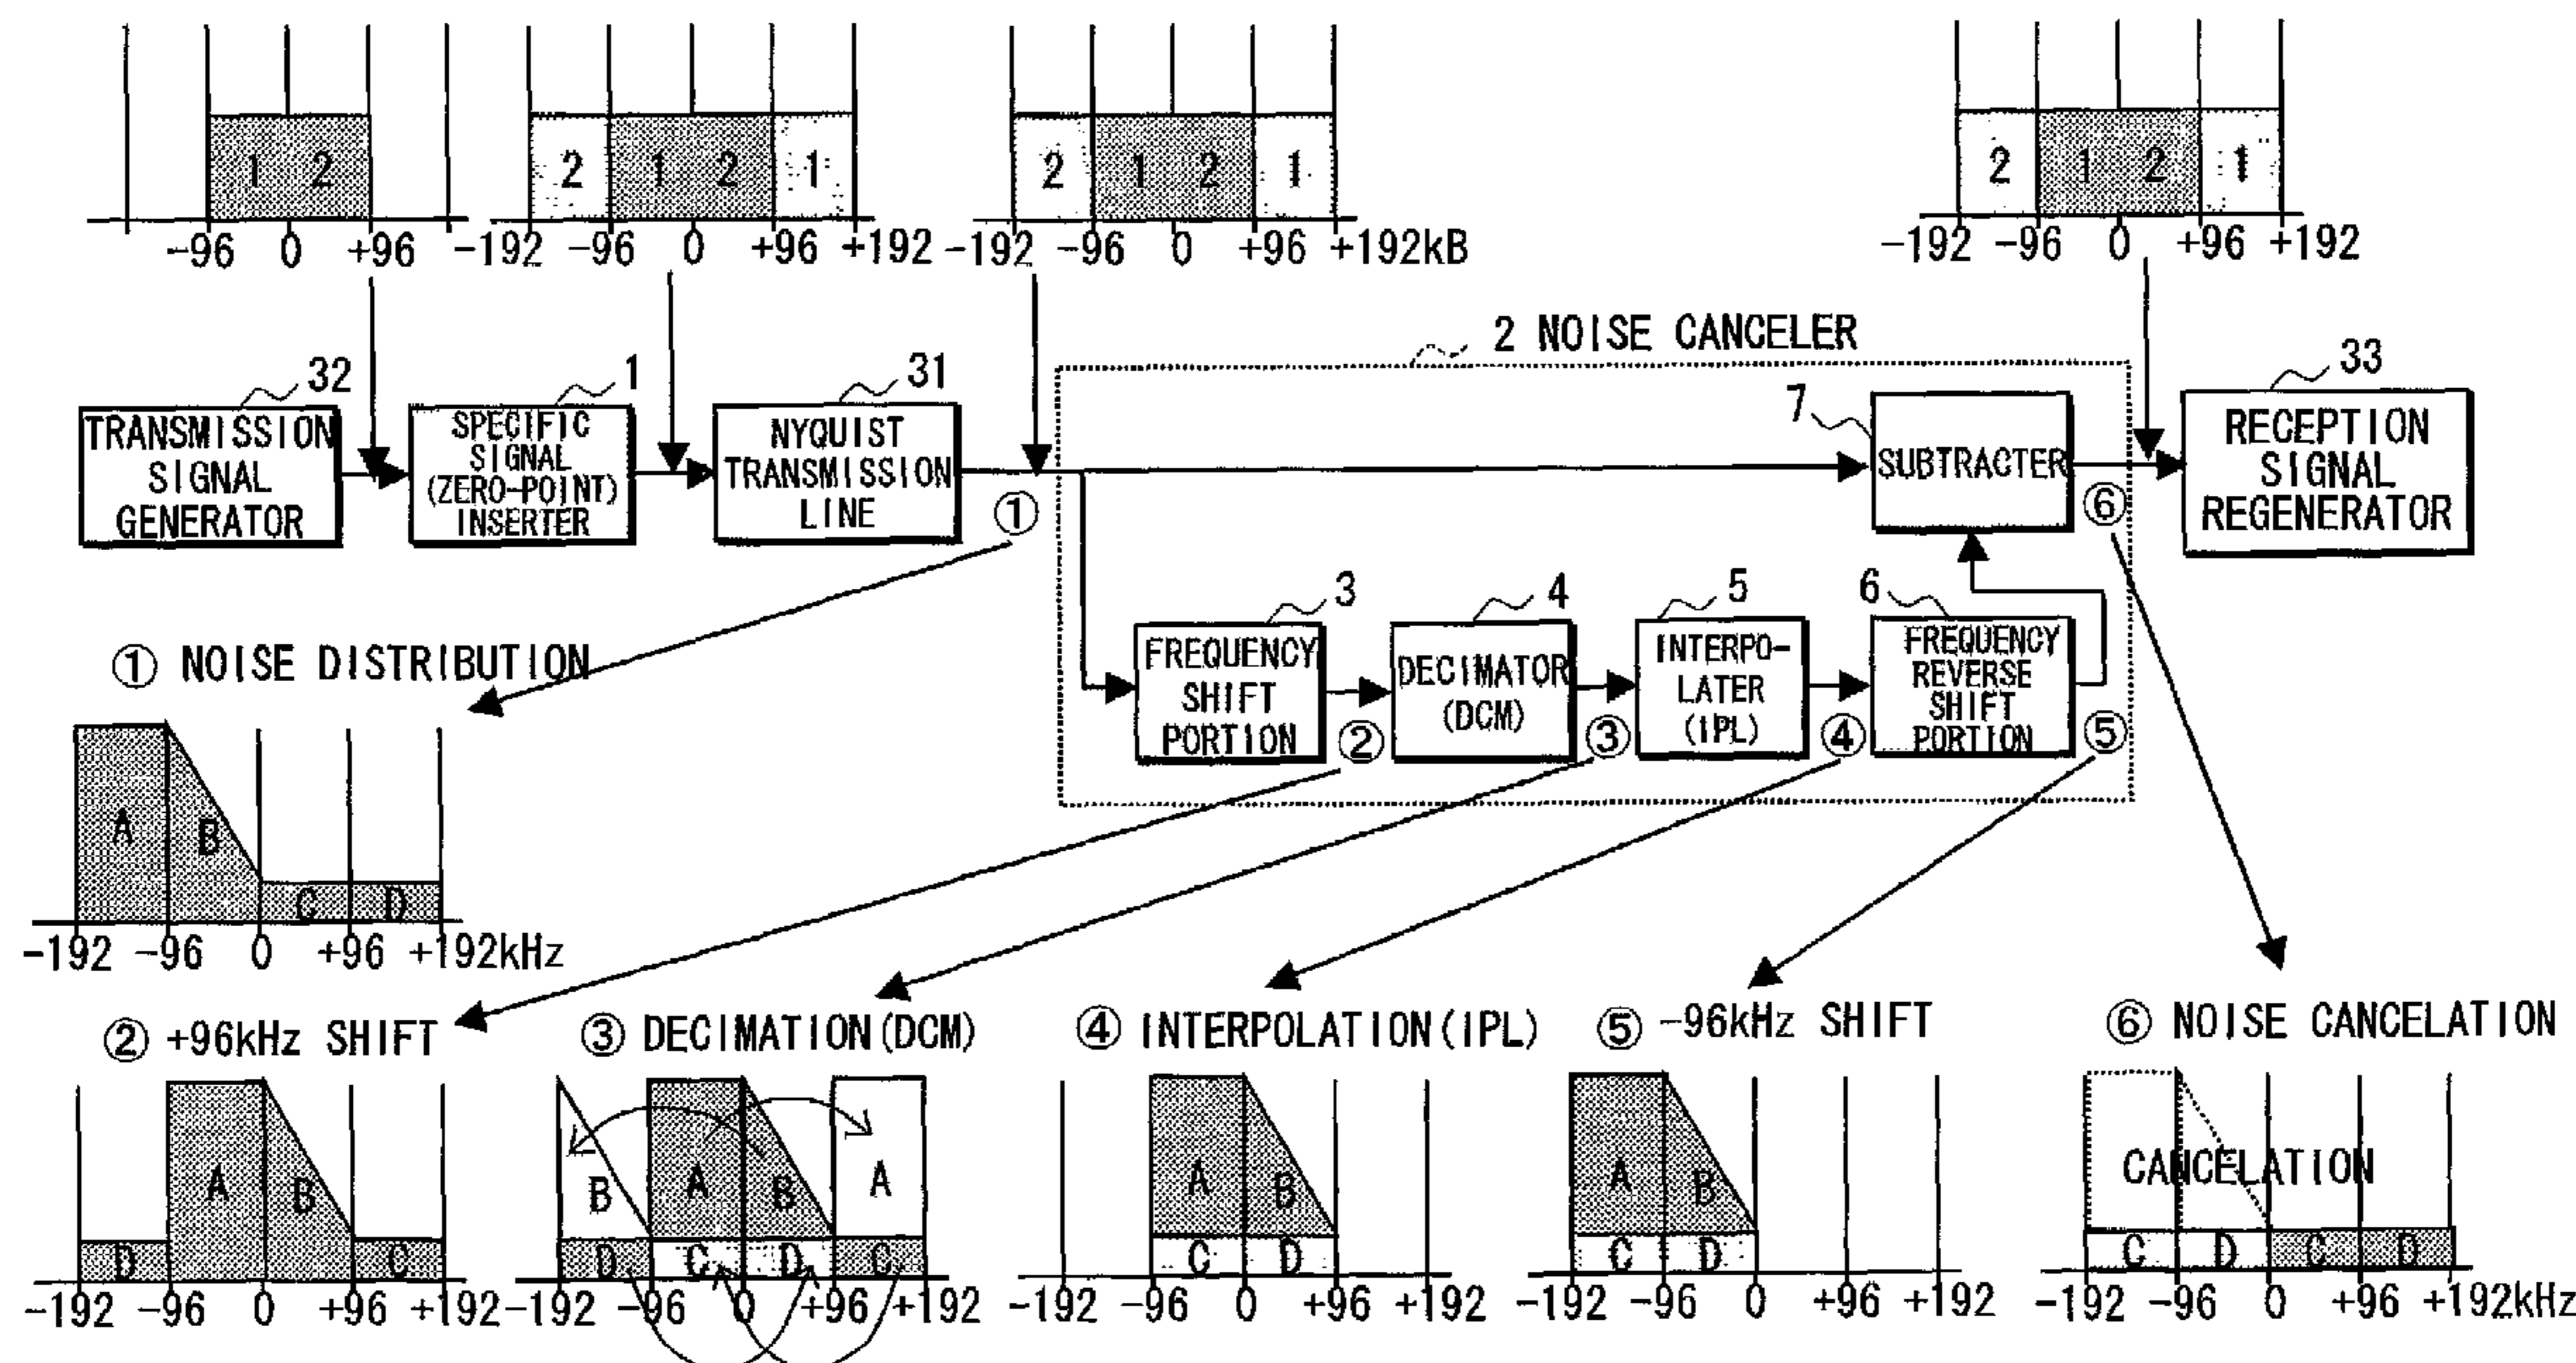 1 2
2 1 2 1
2 1 2 1
2 1 2 1
-96 0 +96
-192 -96 0 +96 +192
-192 -96 0 +96 +192kB
-192 -96 0 +96 +192
2 NOISE CANCELER
32
TRANSMISSION
SIGNAL
GENERATOR
1
SPECIFIC
SIGNAL
(ZERO-POINT)
INSERTER
31
NYQUIST
TRANSMISSION
LINE
①
7
SUBTRACTER
⑥
33
RECEPTION
SIGNAL
REGENERATOR
3
FREQUENCY
SHIFT
PORTION
②
4
DECIMATOR
(DCM)
③
5
INTERPO-
LATER
(IPL)
④
6
FREQUENCY
REVERSE
SHIFT
PORTION
⑤
① NOISE DISTRIBUTION
A B C D
-192 -96 0 +96 +192kHz
② +96kHz SHIFT
D A B C
-192 -96 0 +96 +192
③ DECIMATION(DCM)
B A B A
D C D C
-192 -96 0 +96 +192
④ INTERPOLATION(IPL)
A B
C D
-192 -96 0 +96 +192
⑤ -96kHz SHIFT
A B
C D
-192 -96 0 +96 +192
⑥ NOISE CANCELATION
CANCELATION
C D C D
-192 -96 0 +96 +192kHz